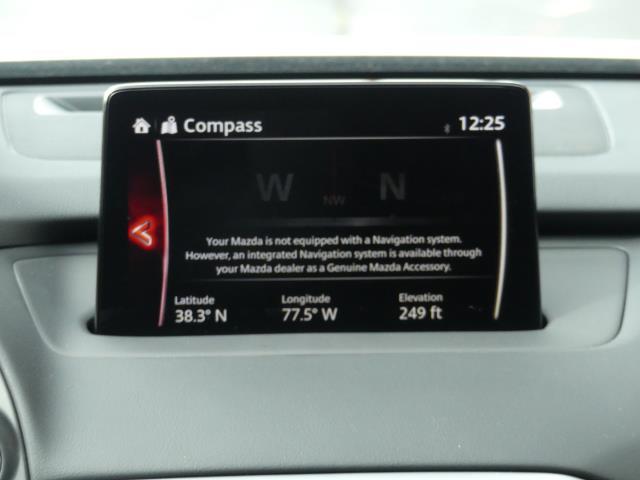 Compass 12:25
W NW N
Your Mazda is not equipped with a Navigation system.
However, an integrated Navigation system is available through
your Mazda dealer as a Genuine Mazda Accessory.
Latitude Longitude Elevation
38.3° N 77.5° W 249 ft